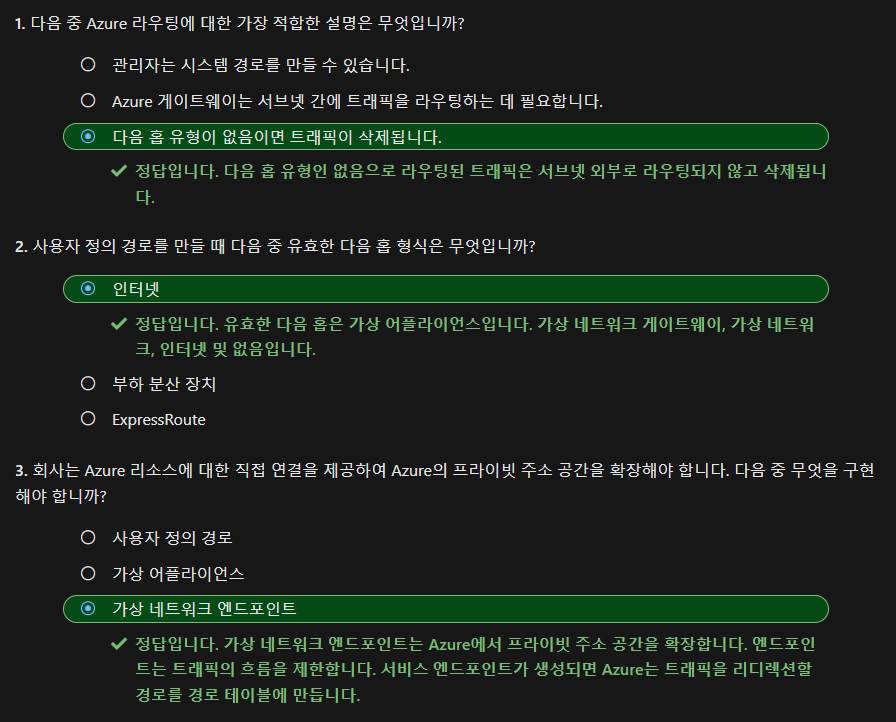 1. 다음 중 Azure 라우팅에 대한 가장 적합한 설명은 무엇입니까?
관리자는 시스템 경로를 만들 수 있습니다.
Azure 게이트웨이는 서브넷 간에 트래픽을 라우팅하는 데 필요합니다.
다음 홉 유형이 없음이면 트래픽이 삭제됩니다.
정답입니다. 다음 홉 유형인 없음으로 라우팅된 트래픽은 서브넷 외부로 라우팅되지 않고 삭제됩니
다.
2. 사용자 정의 경로를 만들 때 다음 중 유효한 다음 홉 형식은 무엇입니까?
인터넷
정답입니다. 유효한 다음 홉은 가상 어플라이언스입니다. 가상 네트워크 게이트웨이, 가상 네트워
크, 인터넷 및 없음입니다.
부하 분산 장치
ExpressRoute
3. 회사는 Azure 리소스에 대한 직접 연결을 제공하여 Azure의 프라이빗 주소 공간을 확장해야 합니다. 다음 중 무엇을 구현
해야 합니까?
사용자 정의 경로
가상 어플라이언스
가상 네트워크 엔드포인트
정답입니다. 가상 네트워크 엔드포인트는 Azure에서 프라이빗 주소 공간을 확장합니다. 엔드포인
트는 트래픽의 흐름을 제한합니다. 서비스 엔드포인트가 생성되면 Azure는 트래픽을 리디렉션할
경로를 경로 테이블에 만듭니다.